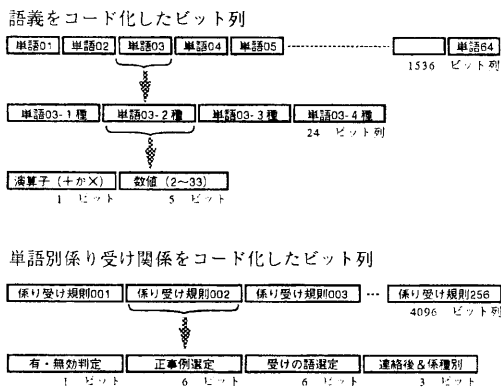 語義をコード化したビット列
単語01 単語02 単語03 単語04 単語05 単語64
1536 ビット列
単語03-1種 単語03-2種 単語03-3種 単語03-4種
24 ビット列
演算子（＋か×） 数値（2〜33）
1 ビット 5 ビット
単語別係り受け関係をコード化したビット列
係り受け規則001 係り受け規則002 係り受け規則003 … 係り受け規則256
4096 ビット列
有・無効判定 正事例選定 受けの語選定 連絡後＆係種別
1 ビット 6 ビット 6 ビット 3 ビット